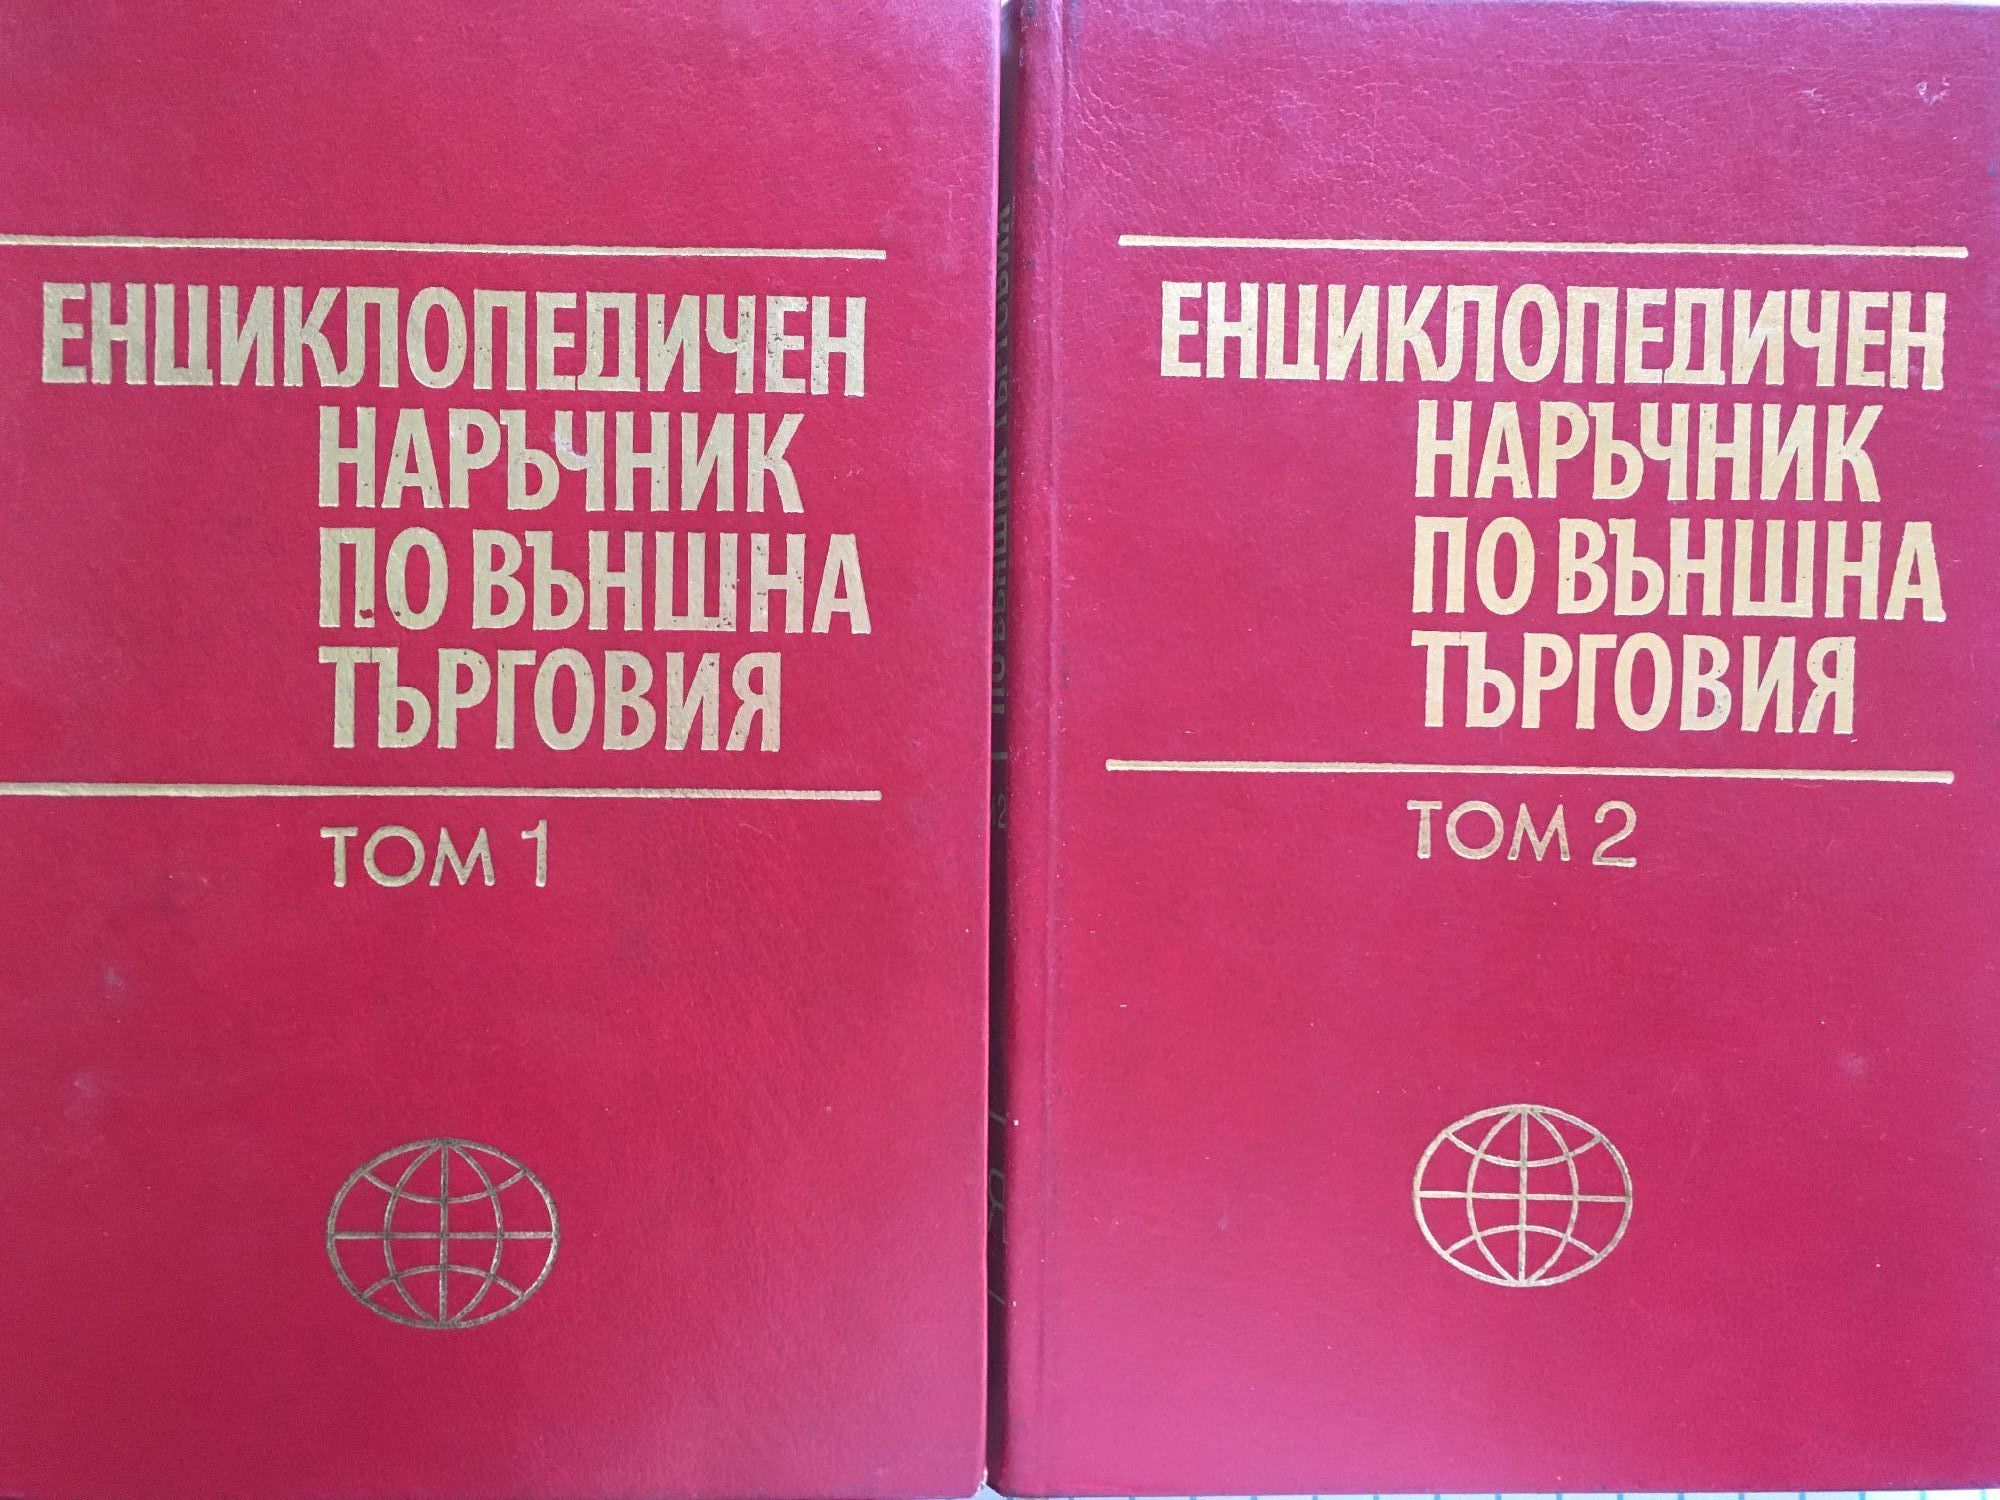 ЕНЦИКЛОПЕДИЧЕН
НАРЪЧНИК
ПО ВЪНШНА
ТЪРГОВИЯ
ТОМ 1
ЕНЦИКЛОПЕДИЧЕН
НАРЪЧНИК
ПО ВЪНШНА
ТЪРГОВИЯ
ТОМ 2